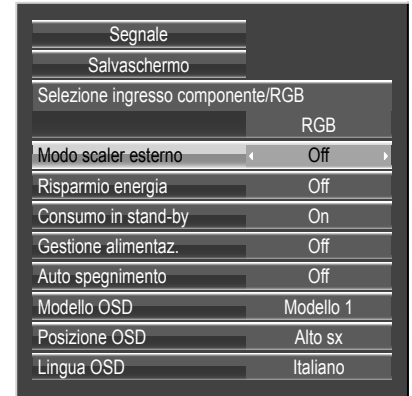 Segnale
Salvaschermo
Selezione ingresso componente/RGB
RGB
Modo scaler esterno Off
Risparmio energia Off
Consumo in stand-by On
Gestione alimentaz. Off
Auto spegnimento Off
Modello OSD Modello 1
Posizione OSD Alto sx
Lingua OSD Italiano